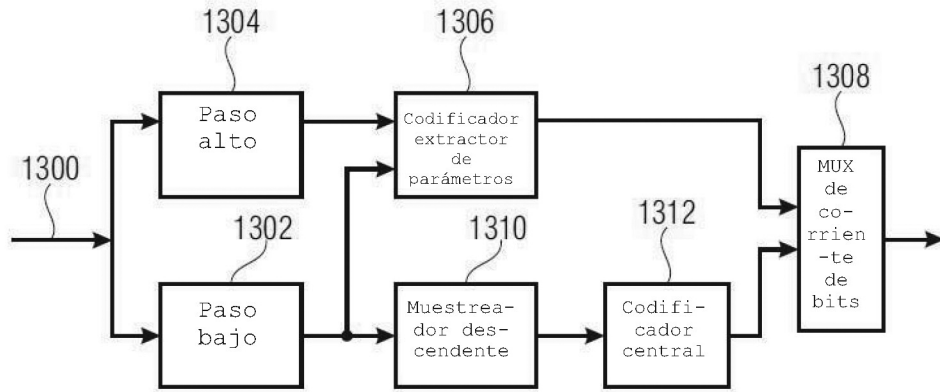 1304
Paso
alto
1306
Codificador
extractor
de
parámetros
1308
MUX
de
co-
rrien-
-te
de
bits
1300
1302
Paso
bajo
1310
Muestrea-
dor des-
cendente
1312
Codifi-
cador
central